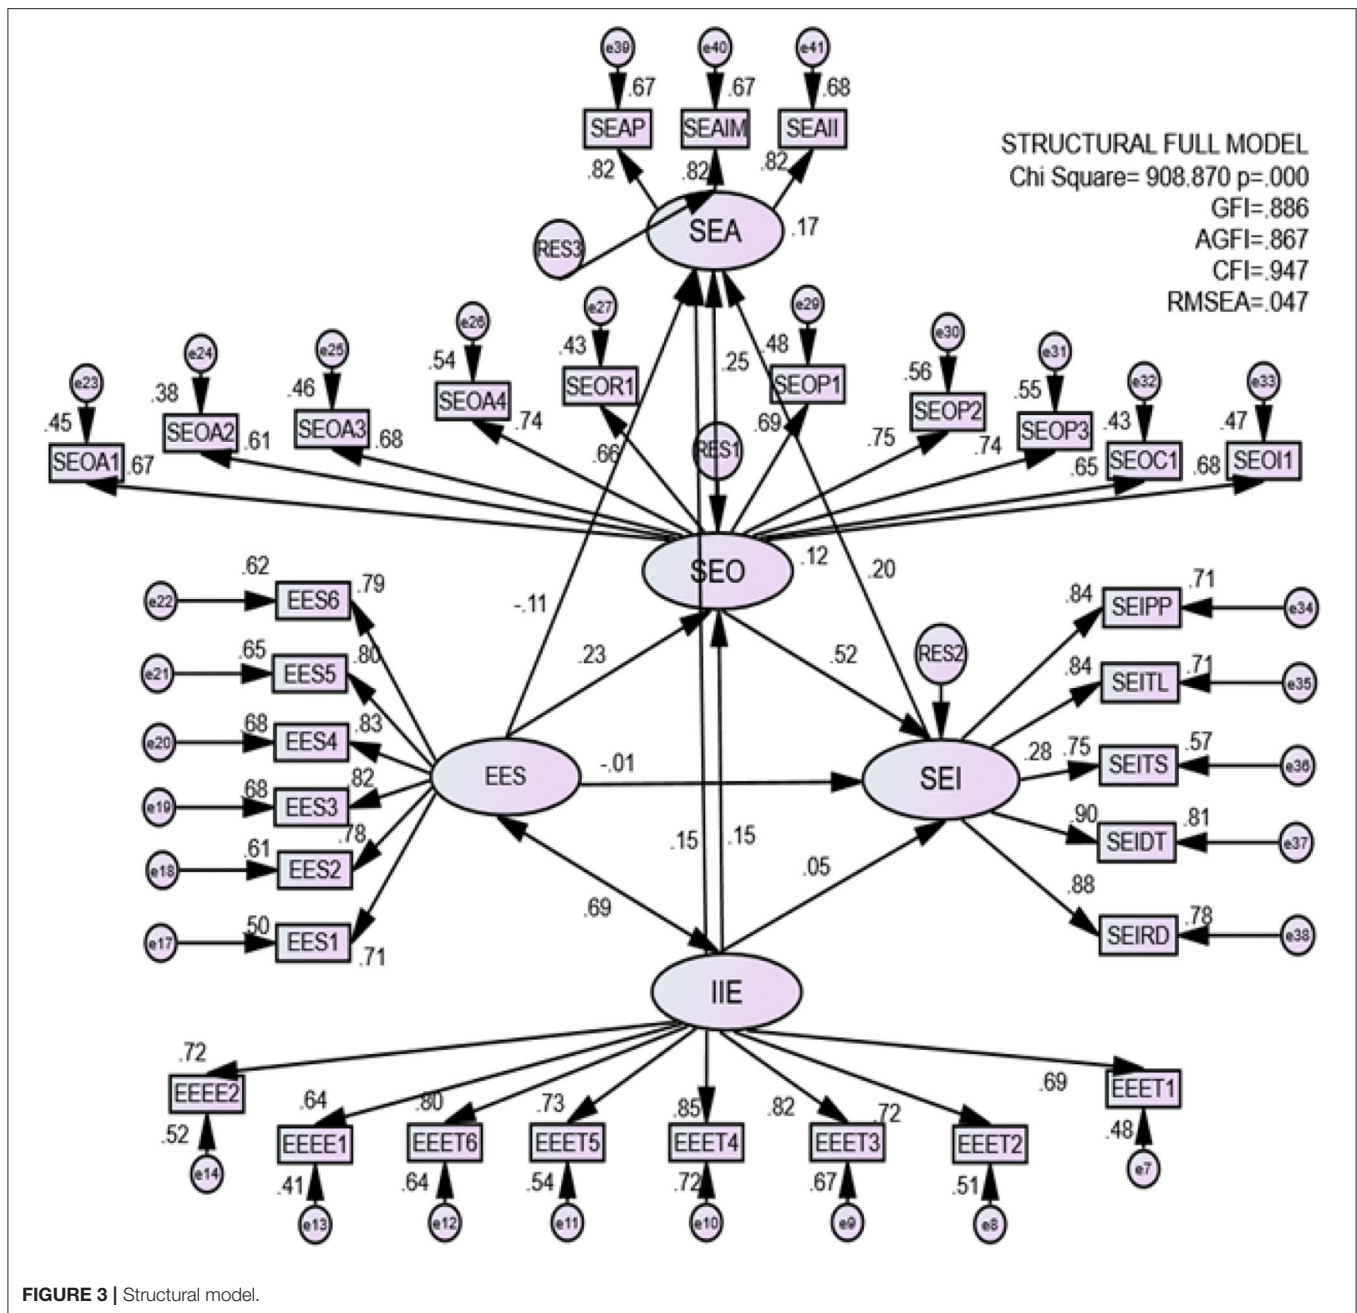 e39 e40 e41
.67 .67 .68
SEAP SEAIM SEAII
.82 .82 .82
STRUCTURAL FULL MODEL
Chi Square= 908.870 p=.000
GFI=.886
AGFI=.867
CFI=.947
RMSEA=.047
SEA .17
RES3
e23 e24 e25 e26 e27 e29 e30 e31 e32 e33
.45 .38 .46 .54 .43 .48 .56 .55 .43 .47
SEOA1 SEOA2 SEOA3 SEOA4 SEOR1 SEOP1 SEOP2 SEOP3 SEOC1 SEOI1
.67 .61 .68 .74 .66 .69 .75 .74 .65 .68
.25
RES1
SEO .12
-.11 .20
.23 .52
RES2
e22 .62 EES6 .79
e21 .65 EES5 .80
e20 .68 EES4 .83
e19 .68 EES3 .82
e18 .61 EES2 .78
e17 .50 EES1 .71
EES -.01 SEI .28
.84 SEIPP .71 e34
.84 SEITL .71 e35
.75 SEITS .57 e36
.90 SEIDT .81 e37
.88 SEIRD .78 e38
.15 .15
.69 .05
IIE
.72 .64 .80 .73 .85 .82 .72 .69
EEEE2 EEEE1 EEET6 EEET5 EEET4 EEET3 EEET2 EEET1
.52 .41 .64 .54 .72 .67 .51 .48
e14 e13 e12 e11 e10 e9 e8 e7
FIGURE 3 | Structural model.